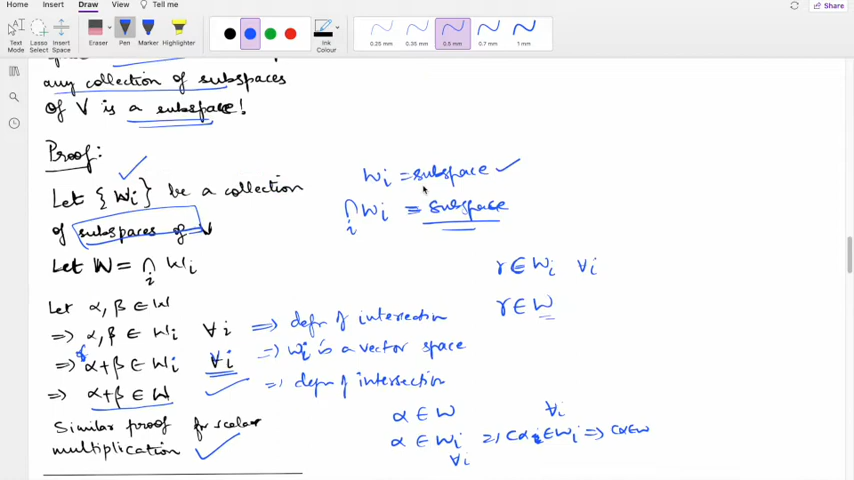 Home Insert Draw View Tell me
Share
Text Mode
Lasso Select
Insert Space
Eraser
Pen
Marker
Highlighter
Ink Colour
0.25 mm
0.35 mm
0.5 mm
0.7 mm
1 mm
any collection of subspaces
of V is a subspace!
Proof:
Let {Wi} be a collection
of subspaces of V
Let W = ∩i Wi
Let α, β ∈ W
=> α, β ∈ Wi ∀i => defn of intersection
=> α+β ∈ Wi ∀i => Wi is a vector space
=> α+β ∈ W => defn of intersection
Similar proof for scalar
multiplication
Wi = subspace ✓
∩i Wi = subspace
γ ∈ Wi ∀i
γ ∈ W
α ∈ W
α ∈ Wi ∀i => cα ∈ Wi ∀i => cα ∈ W